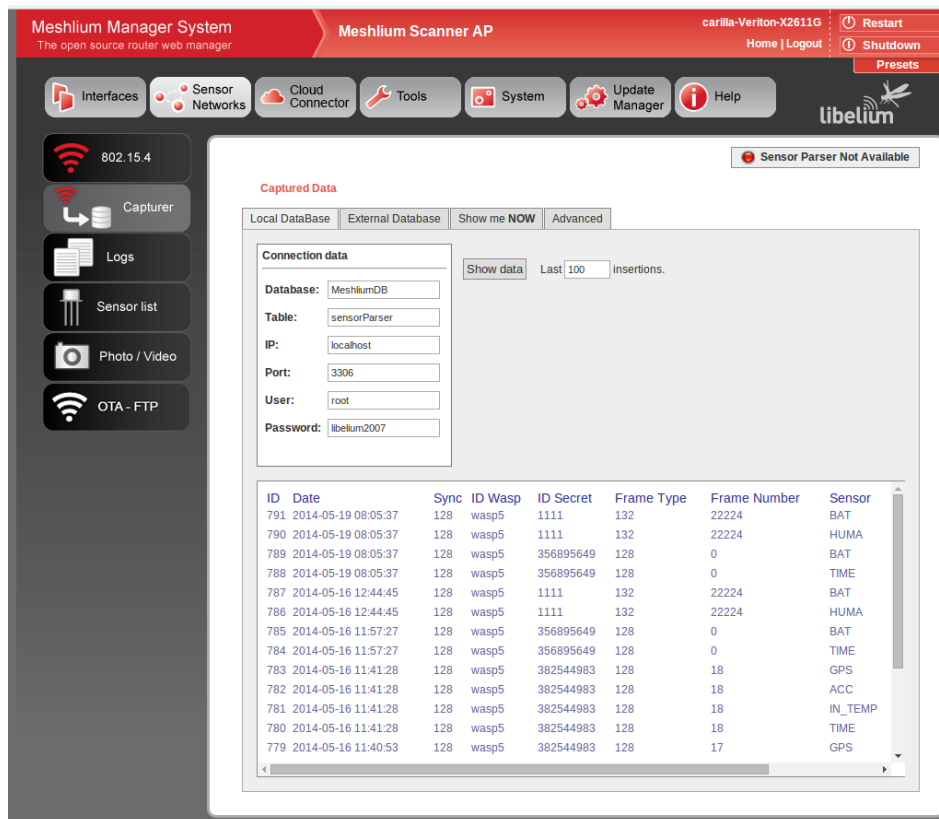 Meshlium Manager System
The open source router web manager
Meshlium Scanner AP
carilla-Veriton-X2611G
Home | Logout
Restart
Shutdown
Presets
Interfaces
Sensor Networks
Cloud Connector
Tools
System
Update Manager
Help
libelium
802.15.4
Capturer
Logs
Sensor list
Photo / Video
OTA - FTP
Sensor Parser Not Available
Captured Data
Local DataBase External Database Show me NOW Advanced
Connection data
Database: MeshliumDB
Table: sensorParser
IP: localhost
Port: 3306
User: root
Password: libelium2007
Show data Last 100 insertions.
ID Date Sync ID Wasp ID Secret Frame Type Frame Number Sensor
791 2014-05-19 08:05:37 128 wasp5 1111 132 22224 BAT
790 2014-05-19 08:05:37 128 wasp5 1111 132 22224 HUMA
789 2014-05-19 08:05:37 128 wasp5 356895649 128 0 BAT
788 2014-05-19 08:05:37 128 wasp5 356895649 128 0 TIME
787 2014-05-16 12:44:45 128 wasp5 1111 132 22224 BAT
786 2014-05-16 12:44:45 128 wasp5 1111 132 22224 HUMA
785 2014-05-16 11:57:27 128 wasp5 356895649 128 0 BAT
784 2014-05-16 11:57:27 128 wasp5 356895649 128 0 TIME
783 2014-05-16 11:41:28 128 wasp5 382544983 128 18 GPS
782 2014-05-16 11:41:28 128 wasp5 382544983 128 18 ACC
781 2014-05-16 11:41:28 128 wasp5 382544983 128 18 IN_TEMP
780 2014-05-16 11:41:28 128 wasp5 382544983 128 18 TIME
779 2014-05-16 11:40:53 128 wasp5 382544983 128 17 GPS